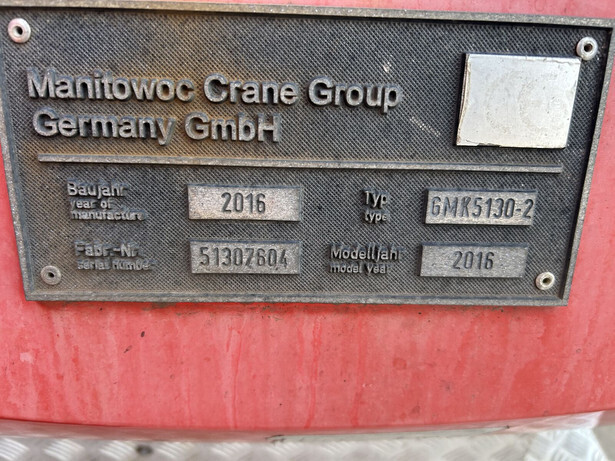 Manitowoc Crane Group
Germany GmbH
Baujahr 2016 Typ GMK5130-2
year of manufacture type
Fabr.-Nr. 51302604 Modelljahr 2016
serial number model year